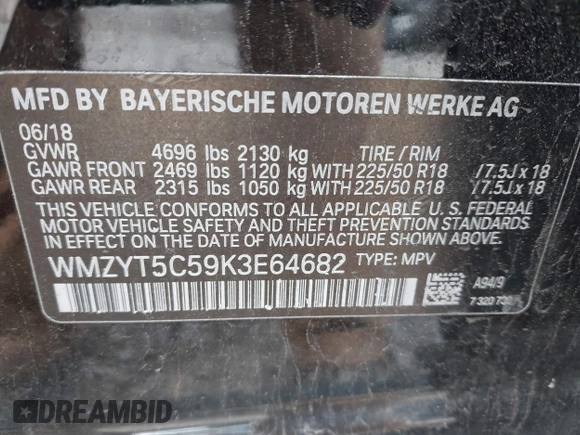 MFD BY BAYERISCHE MOTOREN WERKE AG
06/18
GVWR 4696 lbs 2130 kg TIRE / RIM
GAWR FRONT 2469 lbs 1120 kg WITH 225/50 R18 /7.5J x 18
GAWR REAR 2315 lbs 1050 kg WITH 225/50 R18 /7.5J x 18
THIS VEHICLE CONFORMS TO ALL APPLICABLE U. S. FEDERAL
MOTOR VEHICLE SAFETY, BUMPER, AND THEFT PREVENTION
STANDARDS IN EFFECT ON THE DATE OF MANUFACTURE SHOWN ABOVE.
WMZYT5C59K3E64682 TYPE: MPV
A94/9
DREAMBID